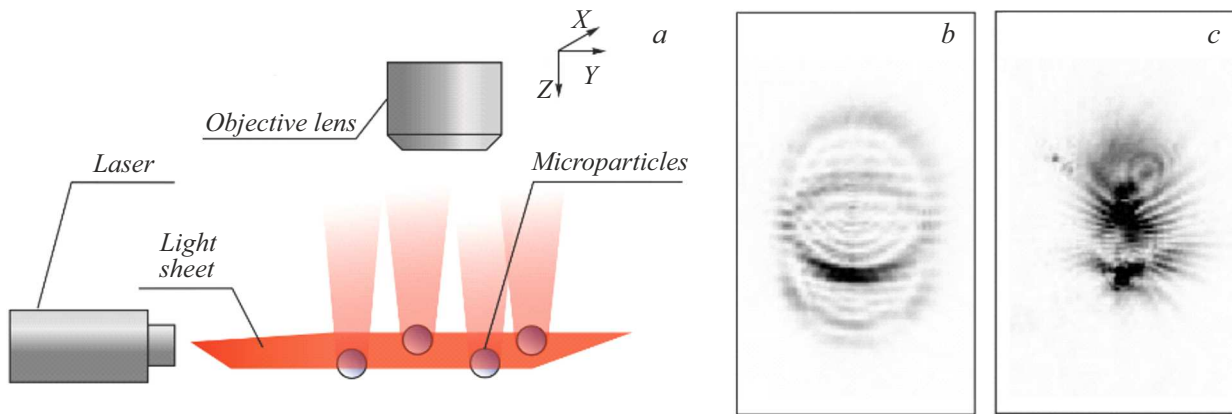 X
a
Y
Z
Objective lens
Microparticles
Laser
Light
sheet
b
c